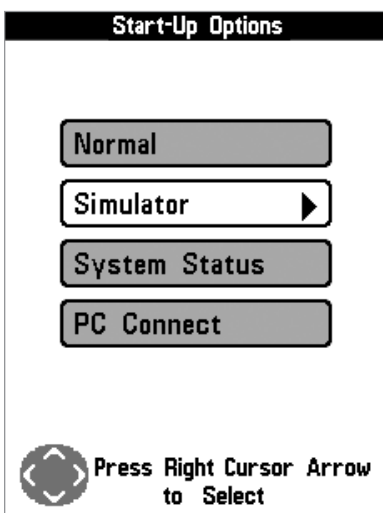 Start-Up Options
Normal
Simulator
System Status
PC Connect
Press Right Cursor Arrow
to Select